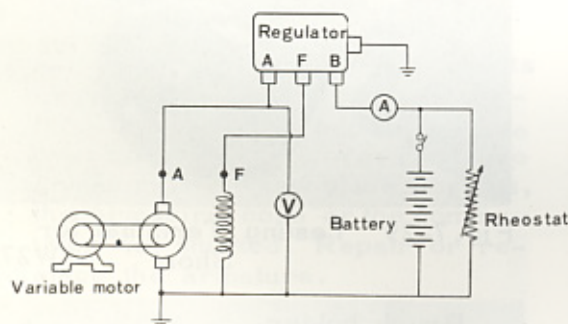 Regulator
A F B
A
A F
V
Battery
Rheostat
Variable motor